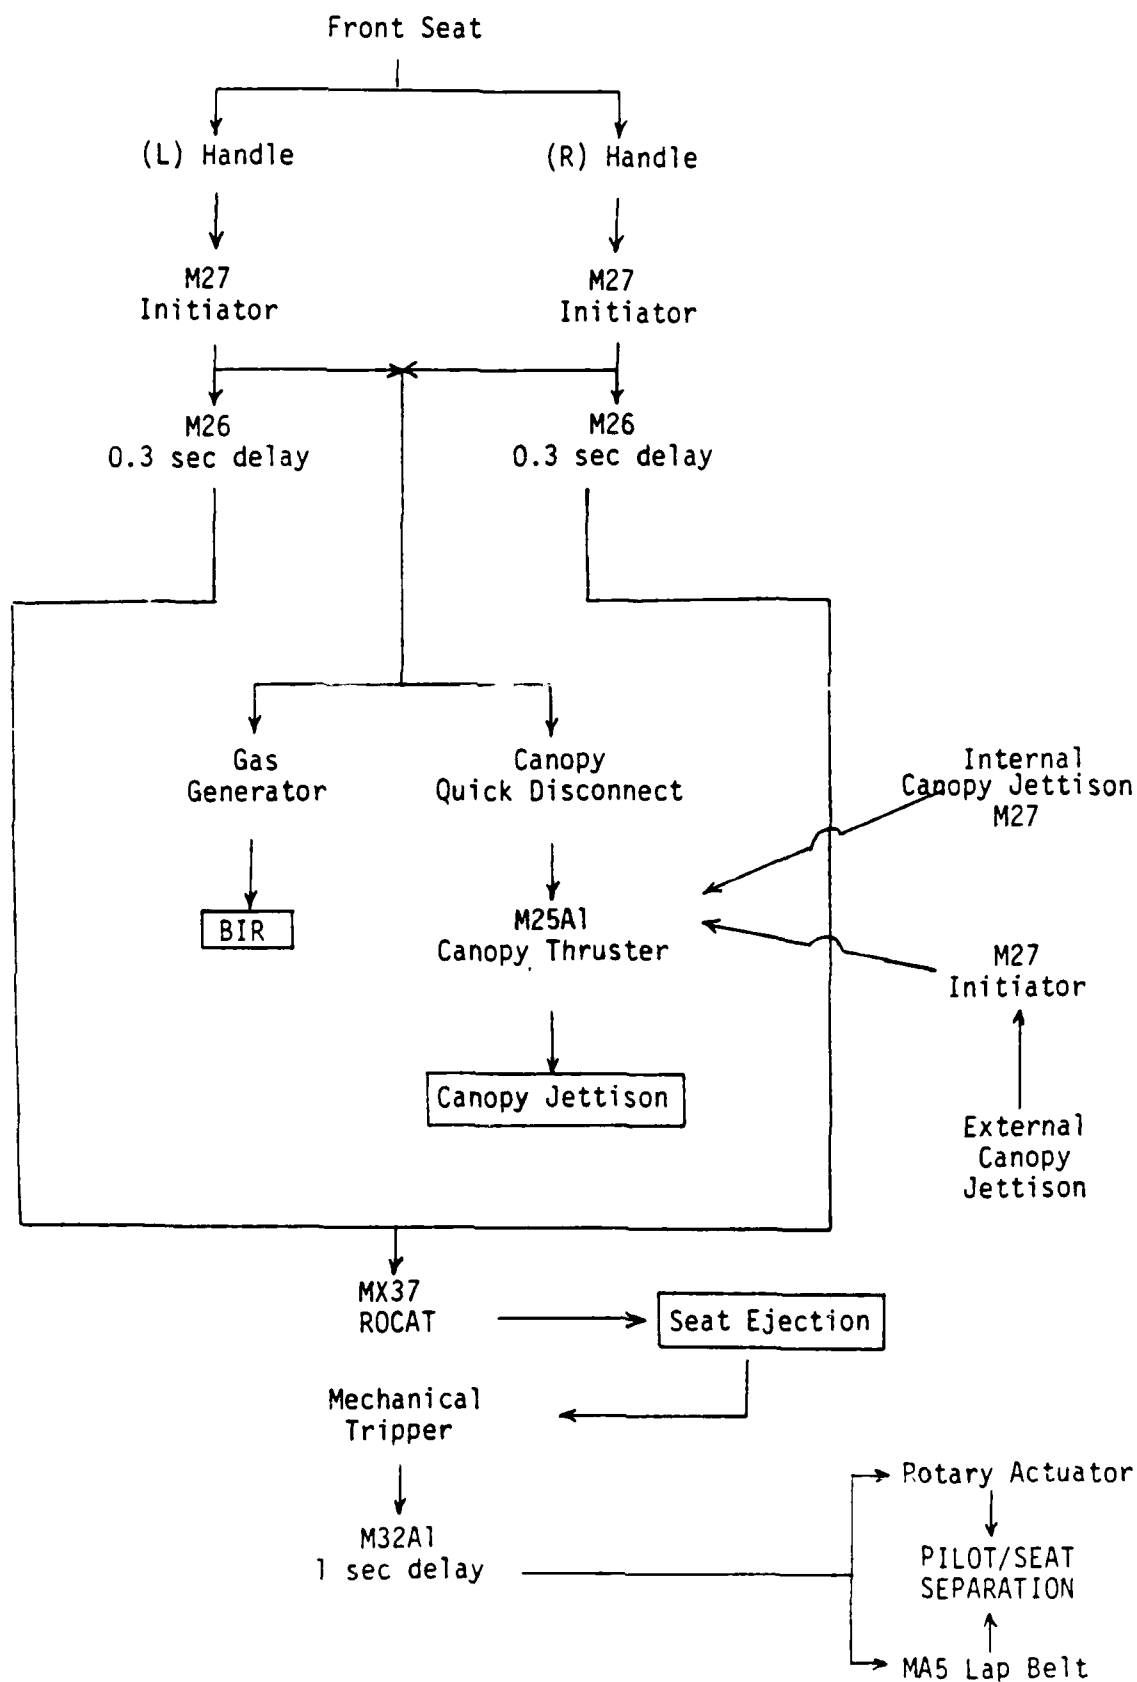 Front Seat
(L) Handle
(R) Handle
M27
Initiator
M27
Initiator
M26
0.3 sec delay
M26
0.3 sec delay
Gas
Generator
Canopy
Quick Disconnect
Internal
Canopy Jettison
M27
BIR
M25A1
Canopy Thruster
M27
Initiator
Canopy Jettison
External
Canopy
Jettison
MX37
ROCAT
Seat Ejection
Mechanical
Tripper
M32A1
1 sec delay
Rotary Actuator
PILOT/SEAT
SEPARATION
MA5 Lap Belt